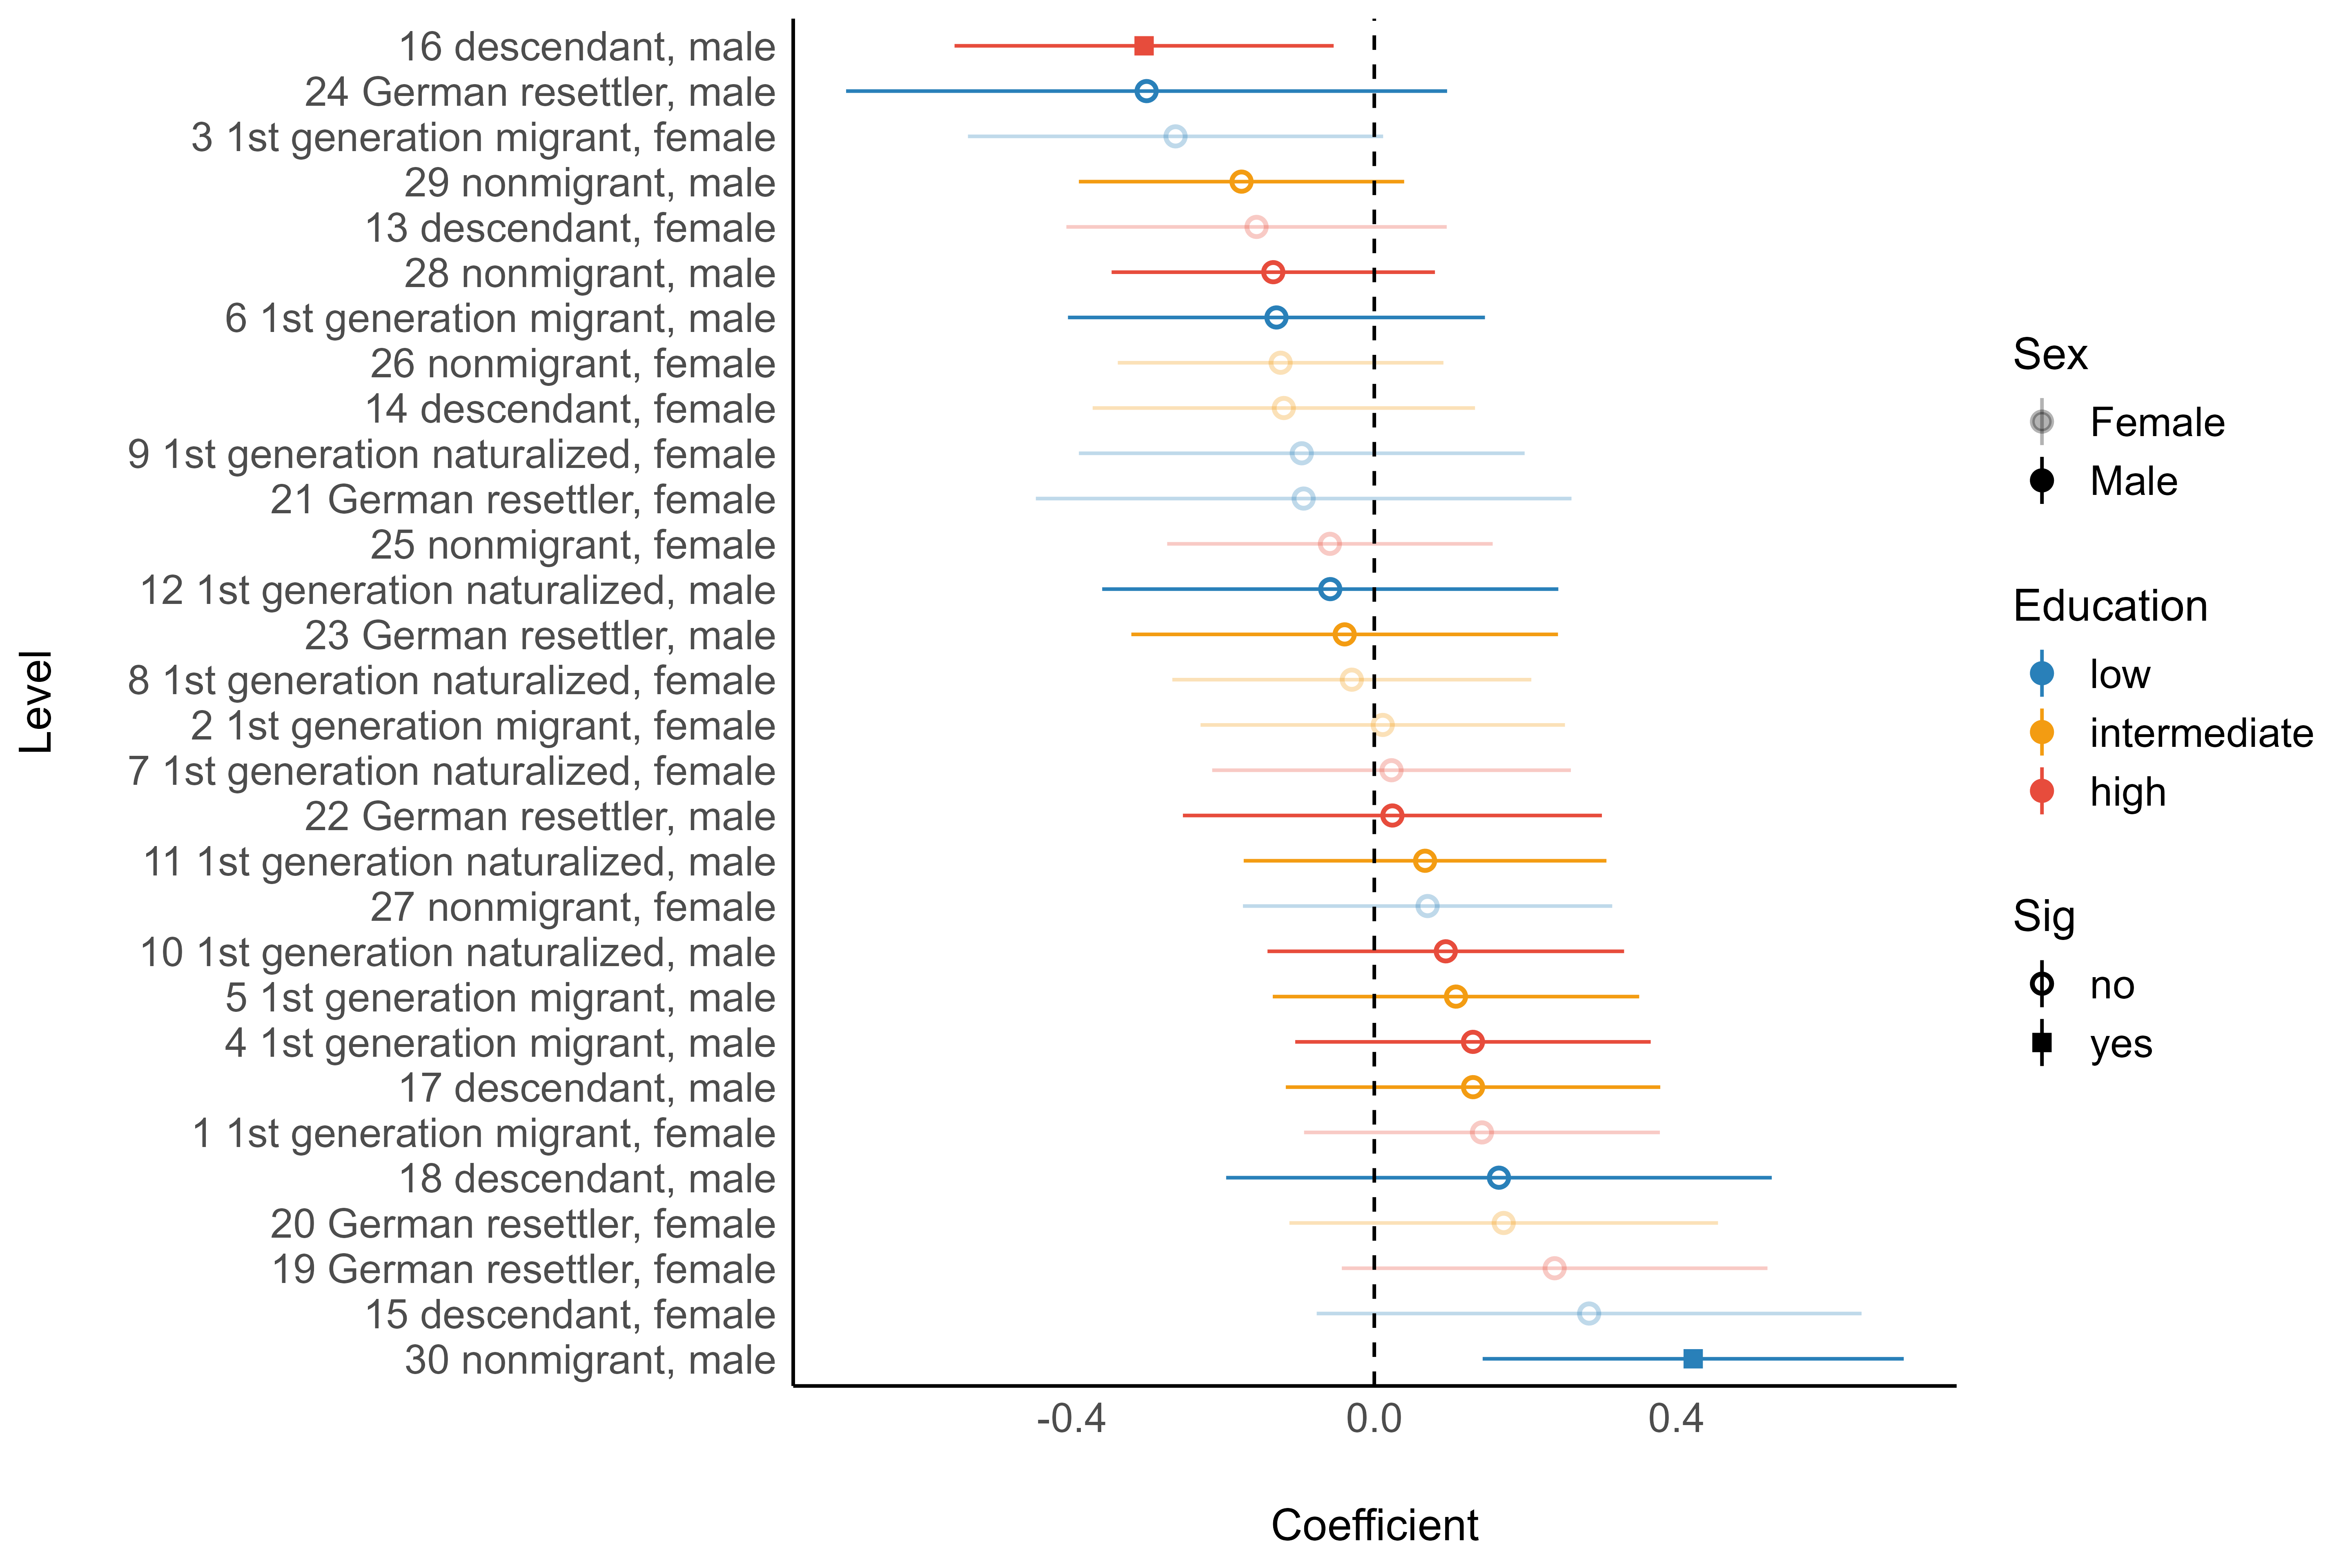 16 descendant, male
24 German resettler, male
3 1st generation migrant, female
29 nonmigrant, male
13 descendant, female
28 nonmigrant, male
6 1st generation migrant, male
26 nonmigrant, female
14 descendant, female
9 1st generation naturalized, female
21 German resettler, female
25 nonmigrant, female
12 1st generation naturalized, male
23 German resettler, male
8 1st generation naturalized, female
2 1st generation migrant, female
7 1st generation naturalized, female
22 German resettler, male
11 1st generation naturalized, male
27 nonmigrant, female
10 1st generation naturalized, male
5 1st generation migrant, male
4 1st generation migrant, male
17 descendant, male
1 1st generation migrant, female
18 descendant, male
20 German resettler, female
19 German resettler, female
15 descendant, female
30 nonmigrant, male
Level
-0.4 0.0 0.4
Coefficient
Sex
Female
Male
Education
low
intermediate
high
Sig
no
yes